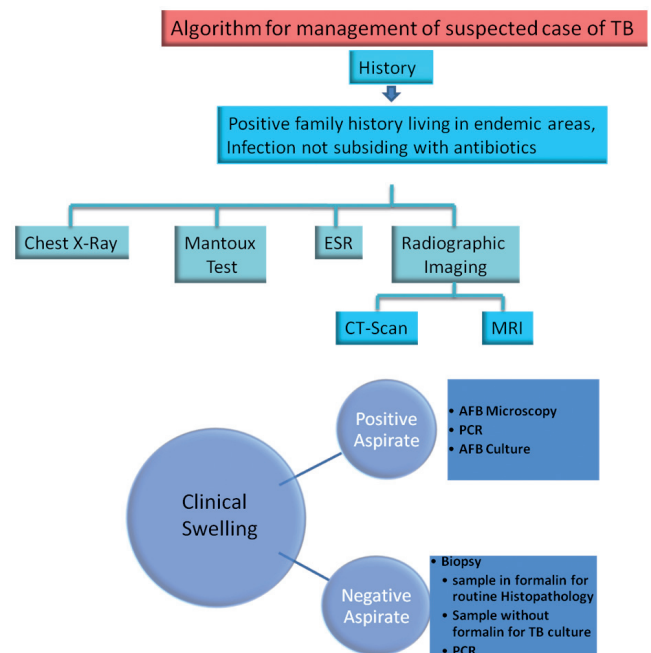 Algorithm for management of suspected case of TB
History
Positive family history living in endemic areas,
Infection not subsiding with antibiotics
Chest X-Ray
Mantoux
Test
ESR
Radiographic
Imaging
CT-Scan
MRI
Clinical
Swelling
Positive
Aspirate
• AFB Microscopy
• PCR
• AFB Culture
Negative
Aspirate
• Biopsy
• sample in formalin for
routine Histopathology
• Sample without
formalin for TB culture
• PCR